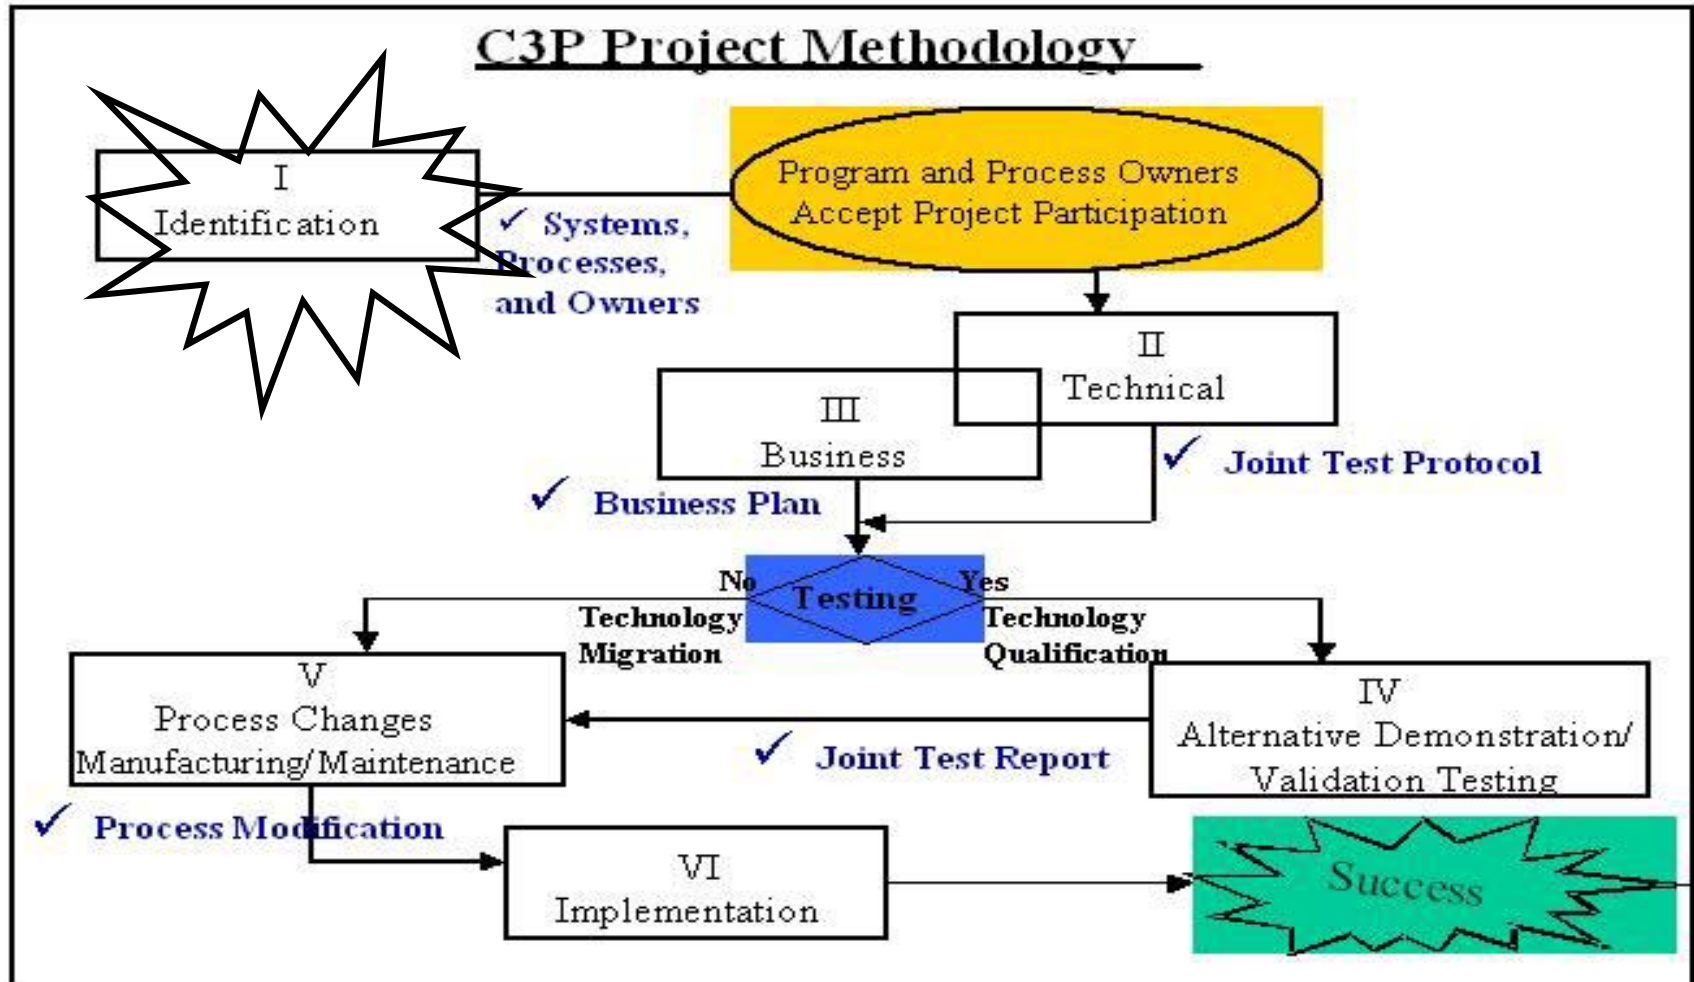 C3P Project Methodology
I
Identification
✓ Systems,
Processes,
and Owners
Program and Process Owners
Accept Project Participation
II
Technical
III
Business
✓ Joint Test Protocol
✓ Business Plan
No
Yes
Testing
Technology
Migration
Technology
Qualification
V
Process Changes
Manufacturing/Maintenance
IV
Alternative Demonstration/
Validation Testing
✓ Joint Test Report
✓ Process Modification
VI
Implementation
Success